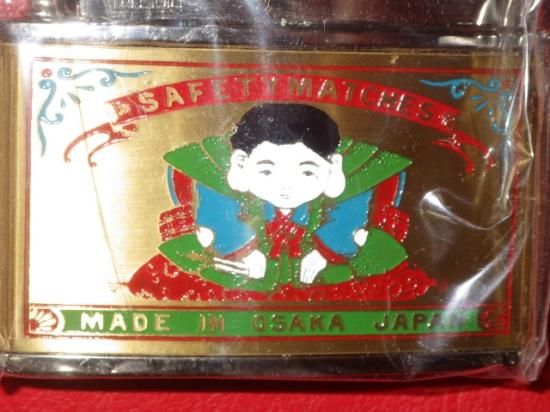 SAFETY MATCHES
MADE IN OSAKA JAPAN